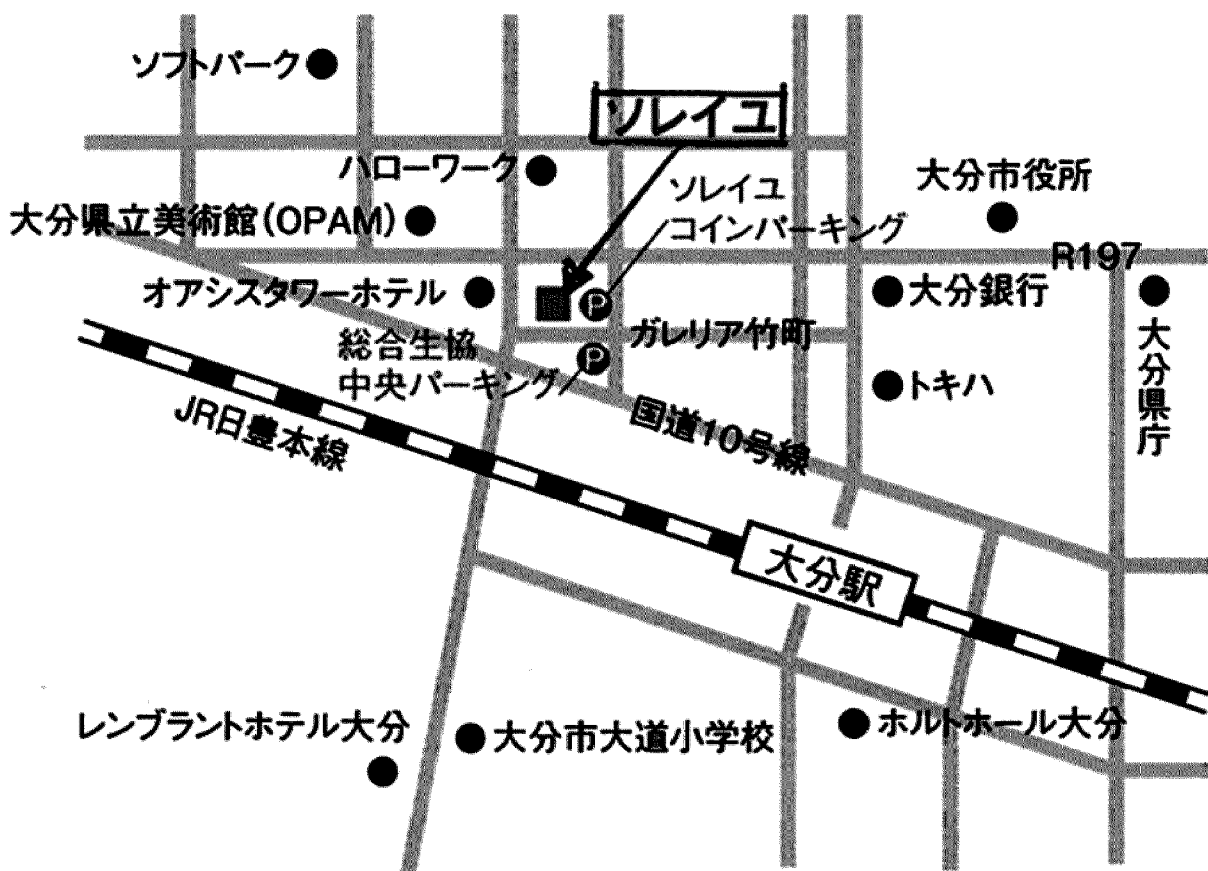 ソフトパーク
ソレイユ
ハローワーク
ソレイユ
コインパーキング
大分市役所
大分県立美術館(OPAM)
R197
オアシスタワーホテル
P
大分銀行
総合生協
中央パーキング
P
ガレリア竹町
トキハ
大分県庁
JR日豊本線
国道10号線
大分駅
レンブラントホテル大分
大分市大道小学校
ホルトホール大分